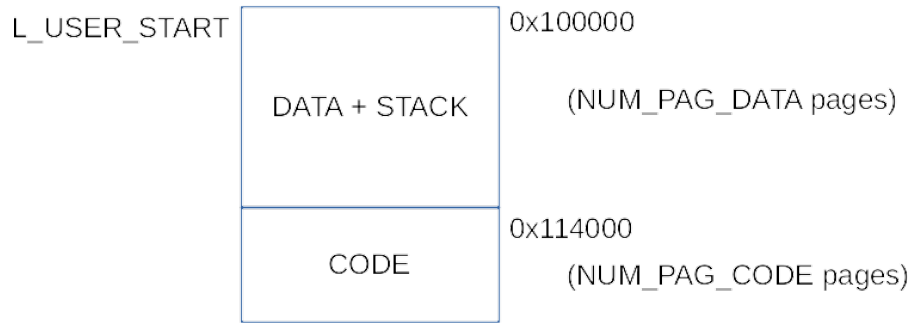 L_USER_START
0x100000
DATA + STACK
(NUM_PAG_DATA pages)
0x114000
CODE
(NUM_PAG_CODE pages)